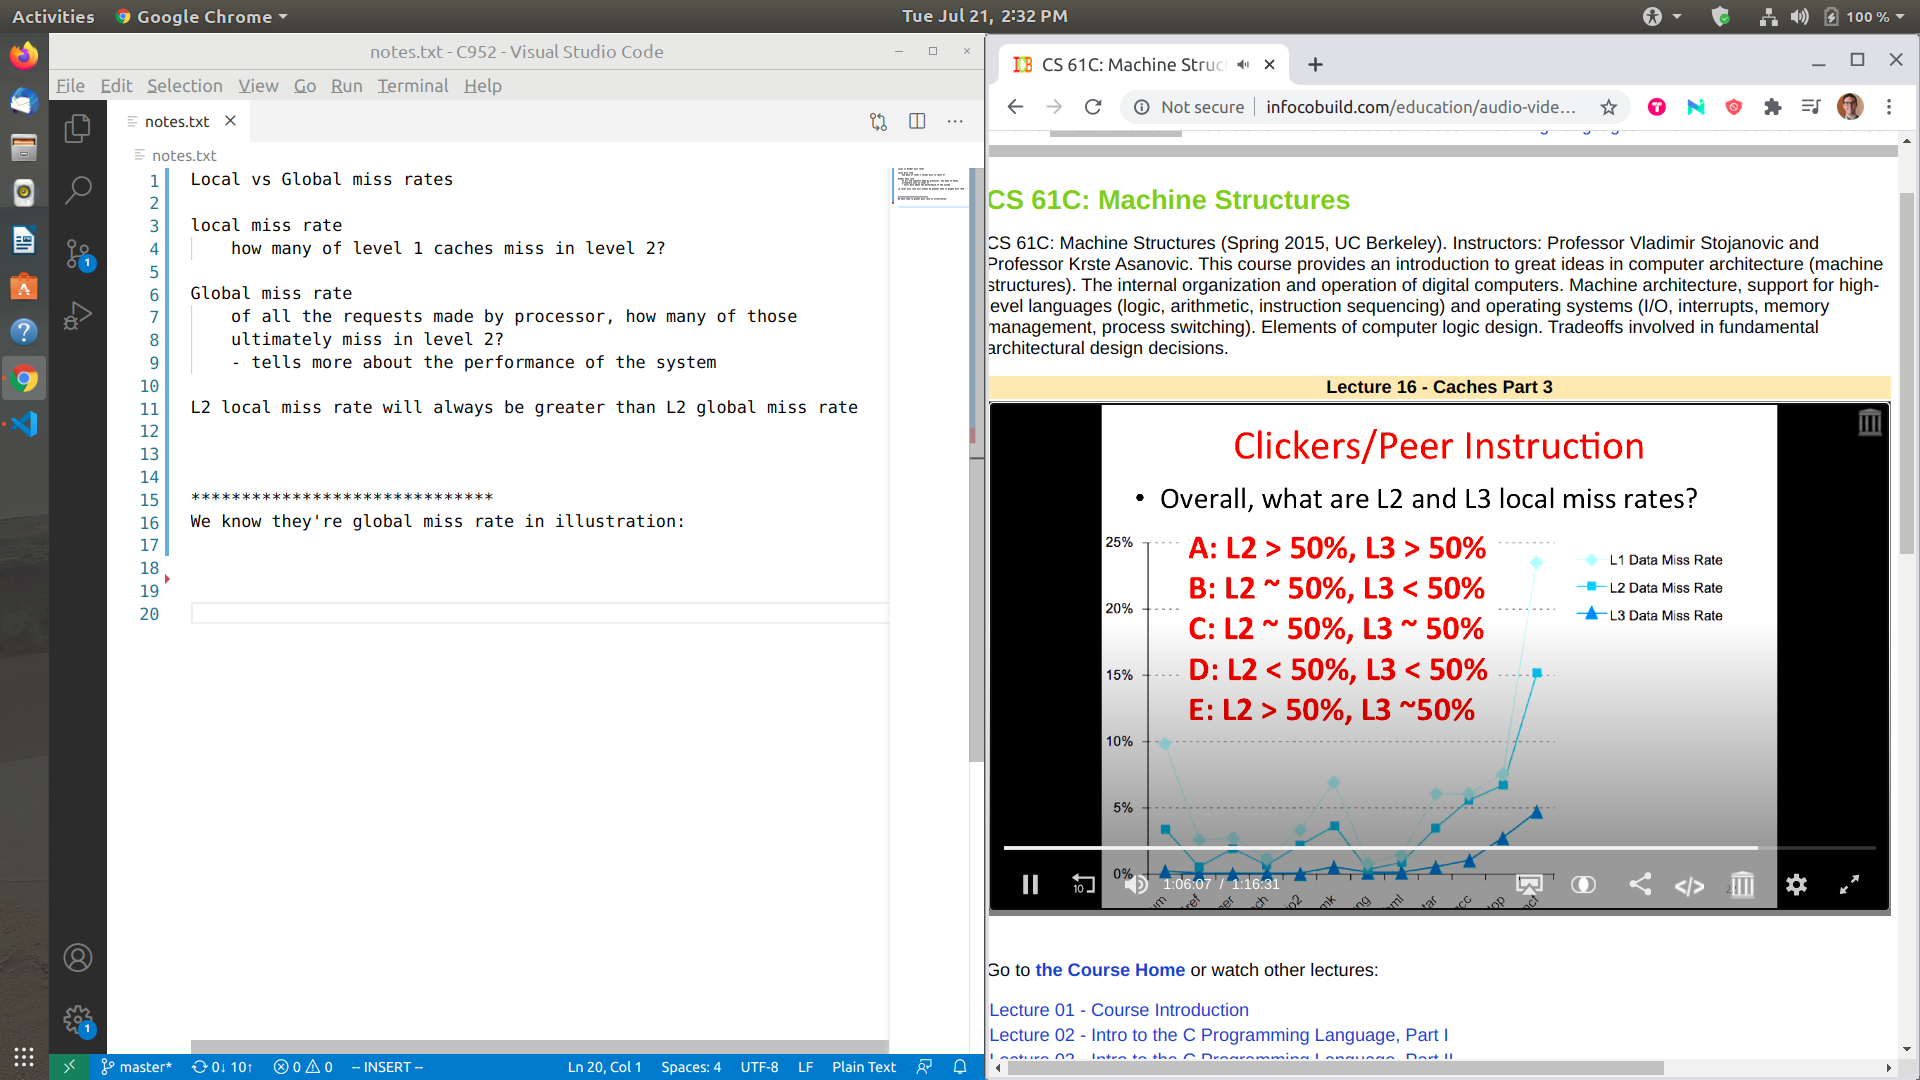 Activities
Google Chrome
Tue Jul 21, 2:32 PM
100 %
notes.txt - C952 - Visual Studio Code
File Edit Selection View Go Run Terminal Help
notes.txt
notes.txt
1 Local vs Global miss rates
2
3 local miss rate
4 how many of level 1 caches miss in level 2?
5
6 Global miss rate
7 of all the requests made by processor, how many of those
8 ultimately miss in level 2?
9 - tells more about the performance of the system
10
11 L2 local miss rate will always be greater than L2 global miss rate
12
13
14
15 ******************************
16 We know they're global miss rate in illustration:
17
18
19
20
1
1
master*
0↓ 10↑
0
0
-- INSERT --
Ln 20, Col 1
Spaces: 4
UTF-8
LF
Plain Text
CS 61C: Machine Struc
Not secure
infocobuild.com/education/audio-vide...
CS 61C: Machine Structures
CS 61C: Machine Structures (Spring 2015, UC Berkeley). Instructors: Professor Vladimir Stojanovic and
Professor Krste Asanovic. This course provides an introduction to great ideas in computer architecture (machine
structures). The internal organization and operation of digital computers. Machine architecture, support for high-
level languages (logic, arithmetic, instruction sequencing) and operating systems (I/O, interrupts, memory
management, process switching). Elements of computer logic design. Tradeoffs involved in fundamental
architectural design decisions.
Lecture 16 - Caches Part 3
Clickers/Peer Instruction
• Overall, what are L2 and L3 local miss rates?
A: L2 > 50%, L3 > 50%
B: L2 ~ 50%, L3 < 50%
C: L2 ~ 50%, L3 ~ 50%
D: L2 < 50%, L3 < 50%
E: L2 > 50%, L3 ~50%
25%
20%
15%
10%
5%
0%
L1 Data Miss Rate
L2 Data Miss Rate
L3 Data Miss Rate
10
1:06:07 / 1:16:31
Go to the Course Home or watch other lectures:
Lecture 01 - Course Introduction
Lecture 02 - Intro to the C Programming Language, Part I
Lecture 03 - Intro to the C Programming Language, Part II